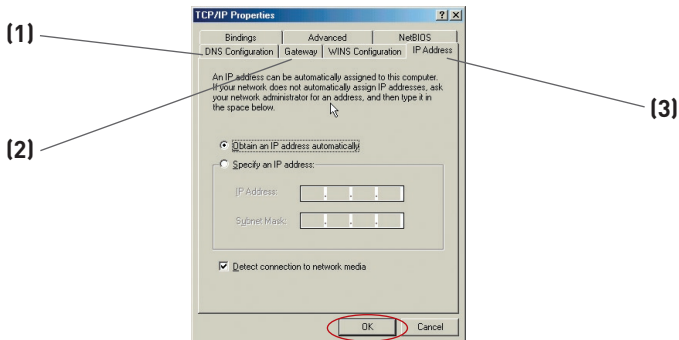 TCP/IP Properties ? ×
Bindings Advanced NetBIOS
(1) DNS Configuration Gateway WINS Configuration IP Address
An IP address can be automatically assigned to this computer.
If your network does not automatically assign IP addresses, ask
your network administrator for an address, and then type it in
the space below.
(3)
(2)
Obtain an IP address automatically
Specify an IP address:
IP Address:
Subnet Mask:
Detect connection to network media
OK Cancel